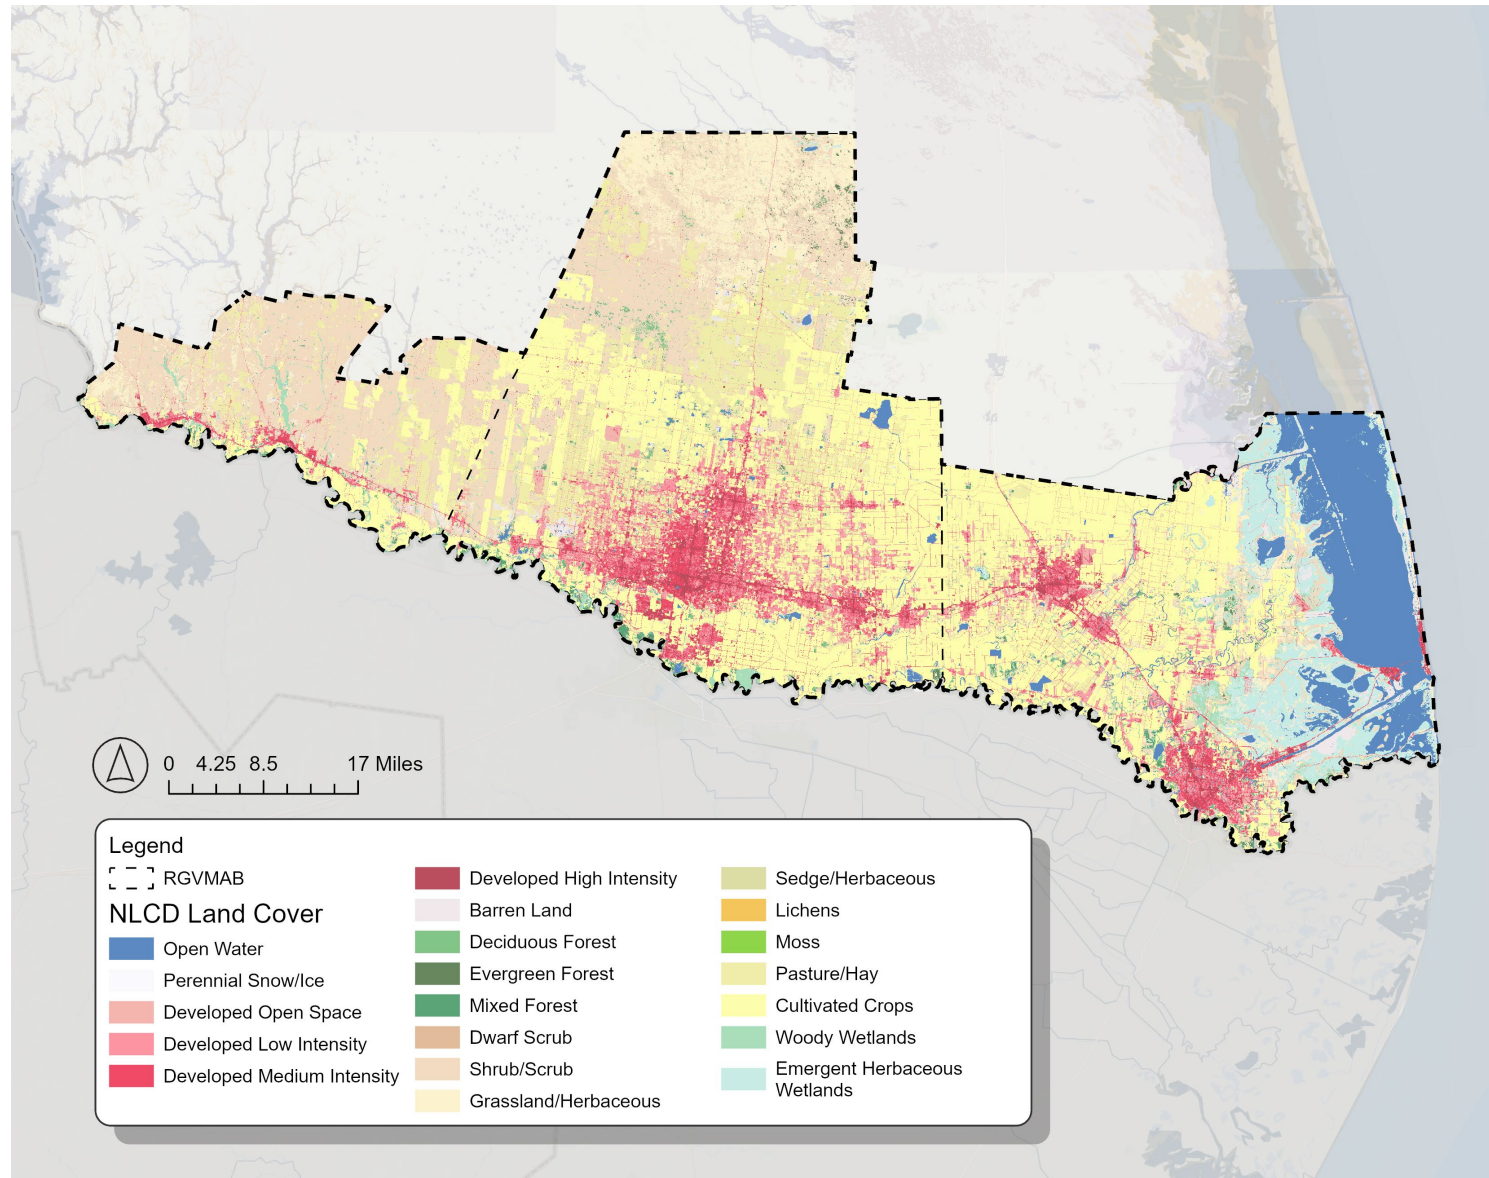 0 4.25 8.5 17 Miles
Legend
RGVMAB
NLCD Land Cover
Open Water
Perennial Snow/Ice
Developed Open Space
Developed Low Intensity
Developed Medium Intensity
Developed High Intensity
Barren Land
Deciduous Forest
Evergreen Forest
Mixed Forest
Dwarf Scrub
Shrub/Scrub
Grassland/Herbaceous
Sedge/Herbaceous
Lichens
Moss
Pasture/Hay
Cultivated Crops
Woody Wetlands
Emergent Herbaceous
Wetlands